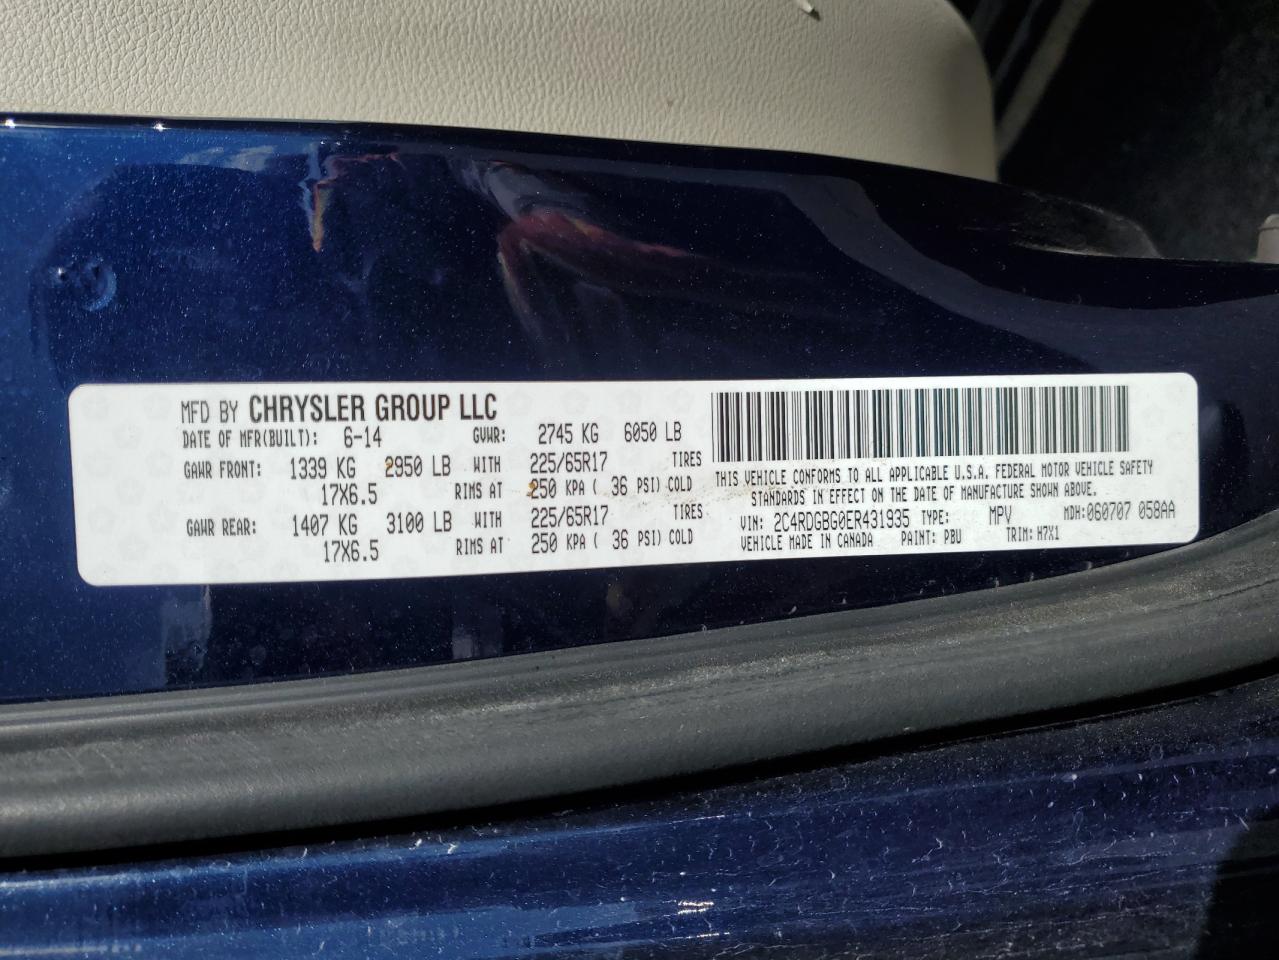 MFD BY CHRYSLER GROUP LLC
DATE OF MFR(BUILT): 6-14 GVWR: 2745 KG 6050 LB
GAWR FRONT: 1339 KG 2950 LB WITH 225/65R17 TIRES
17X6.5 RIMS AT 250 KPA ( 36 PSI) COLD
GAWR REAR: 1407 KG 3100 LB WITH 225/65R17 TIRES
17X6.5 RIMS AT 250 KPA ( 36 PSI) COLD
THIS VEHICLE CONFORMS TO ALL APPLICABLE U.S.A. FEDERAL MOTOR VEHICLE SAFETY
STANDARDS IN EFFECT ON THE DATE OF MANUFACTURE SHOWN ABOVE.
VIN: 2C4RDGBG0ER431935 TYPE: MPV MDH: 060707 058AA
VEHICLE MADE IN CANADA PAINT: PBU TRIM: H7X1